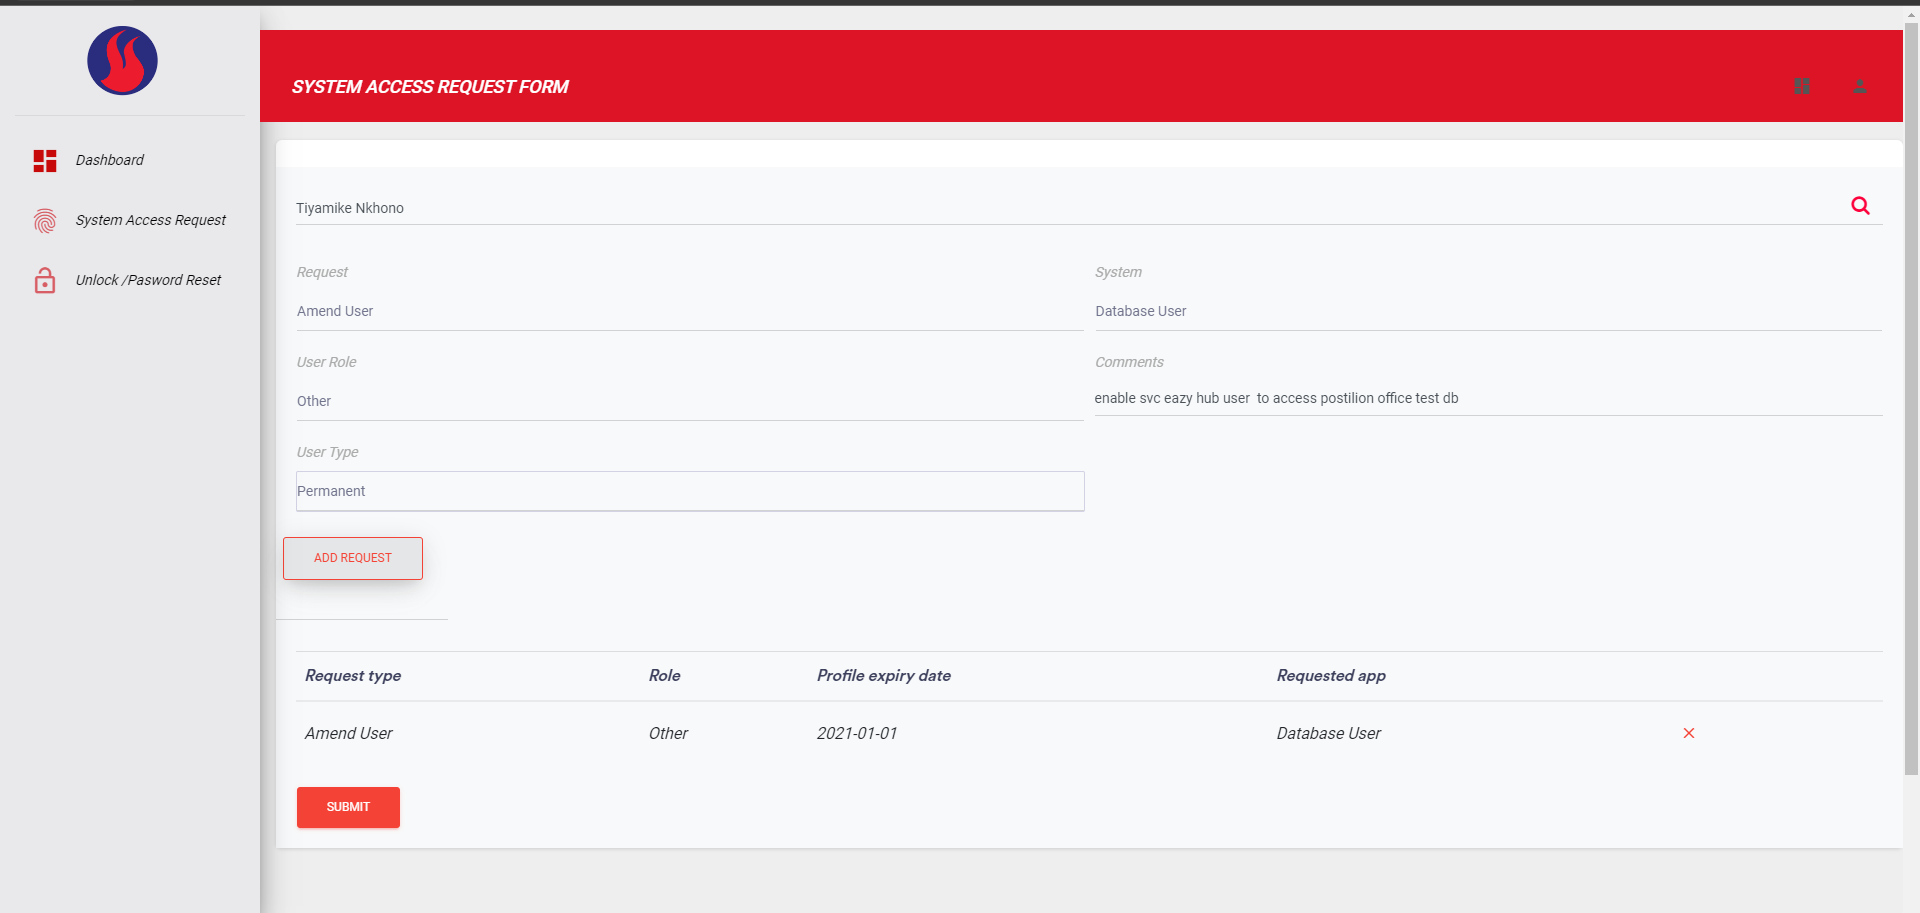 SYSTEM ACCESS REQUEST FORM
Dashboard
System Access Request
Unlock /Pasword Reset
Tiyamike Nkhono
Request
System
Amend User
Database User
User Role
Comments
Other
enable svc eazy hub user  to access postilion office test db
User Type
Permanent
ADD REQUEST
Request type Role Profile expiry date Requested app
Amend User Other 2021-01-01 Database User
SUBMIT